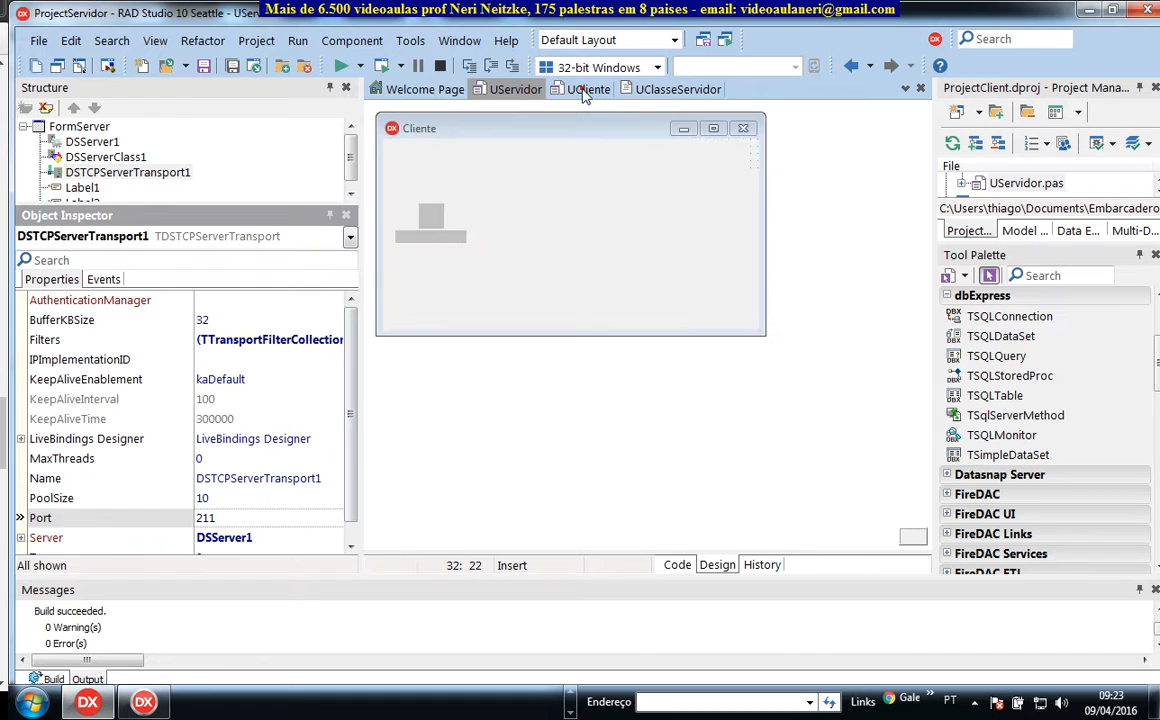 Mais de 6.500 videoaulas prof Neri Neitzke, 175 palestras em 8 paises - email: videoaulaneri@gmail.com
ProjectServidor - RAD Studio 10 Seattle - USer
File Edit Search View Refactor Project Run Component Tools Window Help Default Layout Search
32-bit Windows
Structure
Welcome Page UServidor UCliente UClasseServidor
ProjectClient.dproj - Project Man...
FormServer
DSServer1
DSServerClass1
DSTCPServerTransport1
Label1
Cliente
File
UServidor.pas
C:\Users\thiago\Documents\Embarcadero
Project... Model ... Data E... Multi-D...
Object Inspector
DSTCPServerTransport1 TDSTCPServerTransport
Search
Properties Events
AuthenticationManager
BufferKBSize 32
Filters (TTransportFilterCollection
IPImplementationID
KeepAliveEnablement kaDefault
KeepAliveInterval 100
KeepAliveTime 300000
LiveBindings Designer LiveBindings Designer
MaxThreads 0
Name DSTCPServerTransport1
PoolSize 10
Port 211
Server DSServer1
All shown
Tool Palette
Search
dbExpress
TSQLConnection
TSQLDataSet
TSQLQuery
TSQLStoredProc
TSQLTable
TSqlServerMethod
TSQLMonitor
TSimpleDataSet
Datasnap Server
FireDAC
FireDAC UI
FireDAC Links
FireDAC Services
FireDAC ETL
32: 22 Insert Code Design History
Messages
Build succeeded.
0 Warning(s)
0 Error(s)
Build Output
Endereço Links Gale PT 09:23
09/04/2016